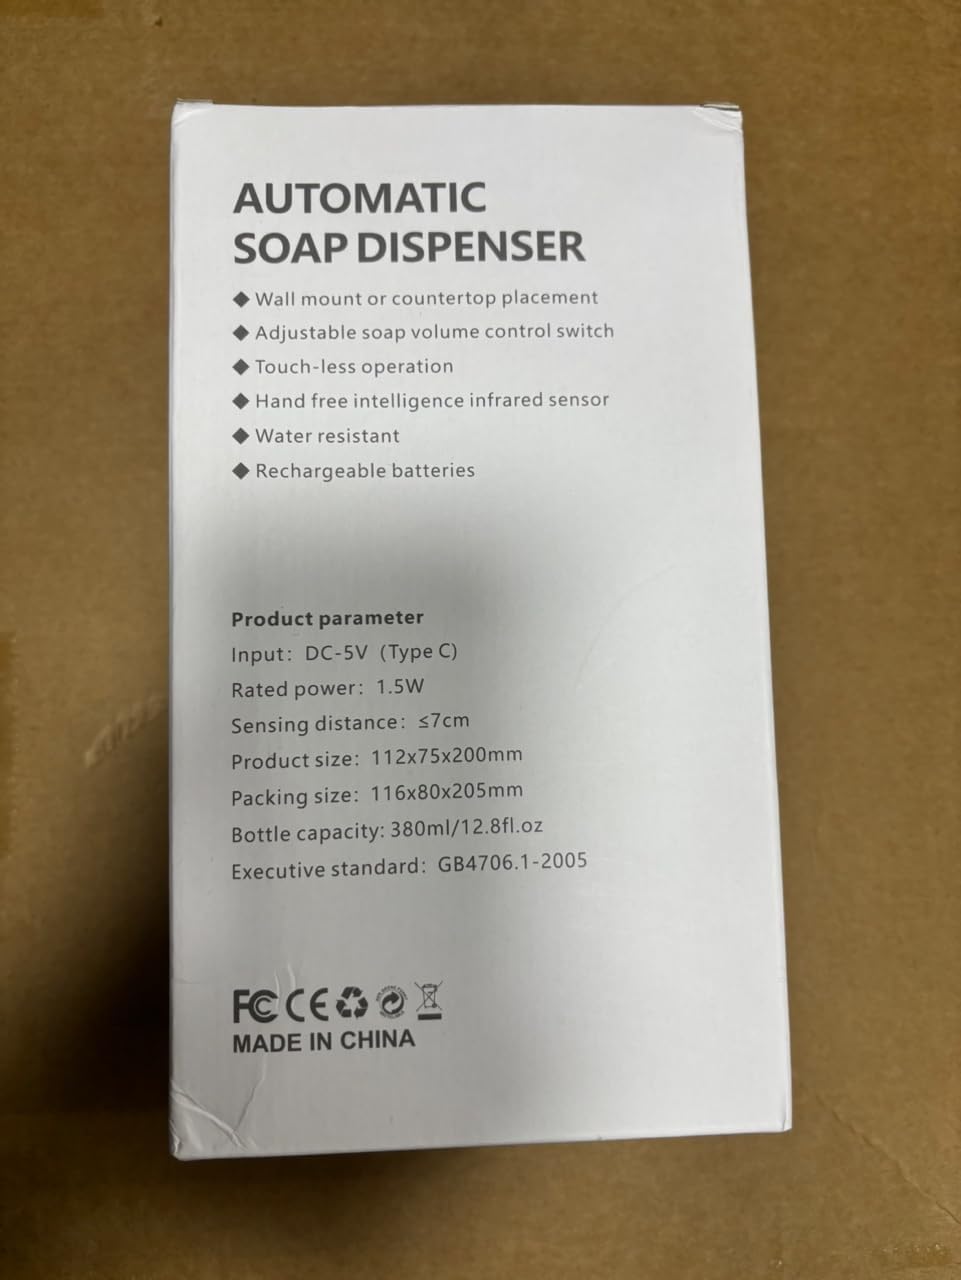 AUTOMATIC
SOAP DISPENSER
◆ Wall mount or countertop placement
◆ Adjustable soap volume control switch
◆ Touch-less operation
◆ Hand free intelligence infrared sensor
◆ Water resistant
◆ Rechargeable batteries
Product parameter
Input: DC-5V (Type C)
Rated power: 1.5W
Sensing distance: ≤7cm
Product size: 112x75x200mm
Packing size: 116x80x205mm
Bottle capacity: 380ml/12.8fl.oz
Executive standard: GB4706.1-2005
FC CE
MADE IN CHINA